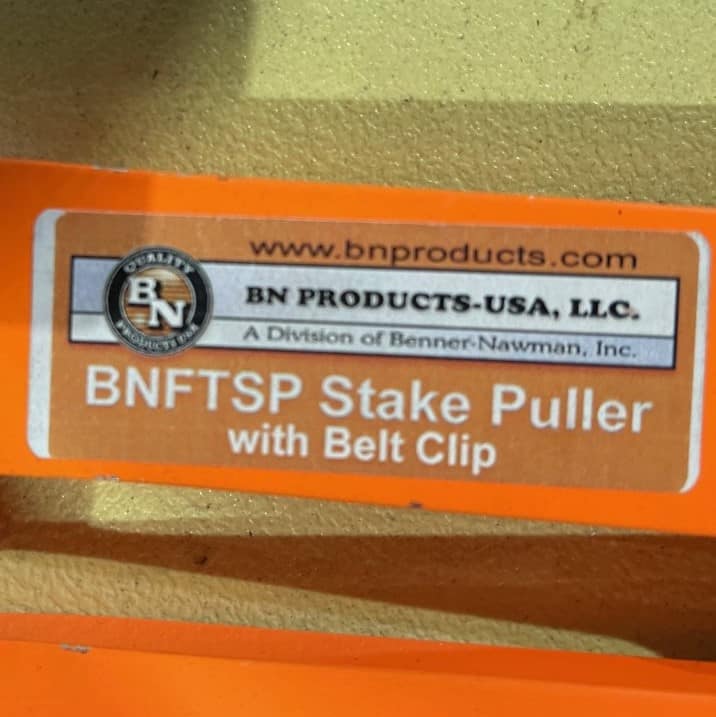 www.bnproducts.com
QUALITY
BN
PRODUCTS USA
BN PRODUCTS-USA, LLC.
A Division of Benner-Nawman, Inc.
BNFTSP Stake Puller
with Belt Clip